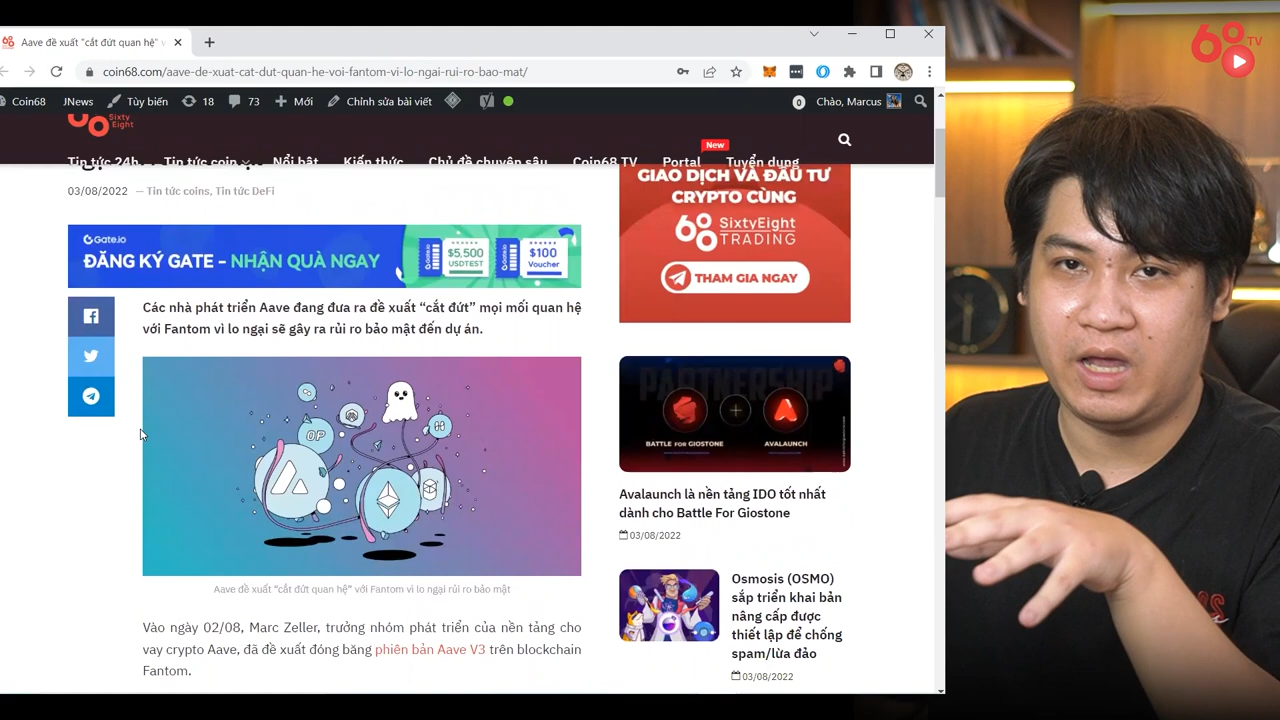 Aave đề xuất "cắt đứt quan hệ" v
coin68.com/aave-de-xuat-cat-dut-quan-he-voi-fantom-vi-lo-ngai-rui-ro-bao-mat/
Coin68 JNews Tùy biến 18 73 Mới Chỉnh sửa bài viết 0 Chào, Marcus
68 TV
Sixty
Eight
New
Tin tức 24h Tin tức coin Nổi bật Kiến thức Chủ đề chuyên sâu Coin68 TV Portal Tuyển dụng
03/08/2022 — Tin tức coins, Tin tức DeFi
Gate.io
ĐĂNG KÝ GATE - NHẬN QUÀ NGAY
$5,500
USDTEST
$100
Voucher
Các nhà phát triển Aave đang đưa ra đề xuất “cắt đứt” mọi mối quan hệ
với Fantom vì lo ngại sẽ gây ra rủi ro bảo mật đến dự án.
OP
Aave đề xuất “cắt đứt quan hệ” với Fantom vì lo ngại rủi ro bảo mật
Vào ngày 02/08, Marc Zeller, trưởng nhóm phát triển của nền tảng cho
vay crypto Aave, đã đề xuất đóng băng phiên bản Aave V3 trên blockchain
Fantom.
GIAO DỊCH VÀ ĐẦU TƯ
CRYPTO CÙNG
SixtyEight
TRADING
THAM GIA NGAY
PARTNERSHIP
BATTLE FOR GIOSTONE
AVALAUNCH
Avalaunch là nền tảng IDO tốt nhất
dành cho Battle For Giostone
03/08/2022
Osmosis (OSMO)
sắp triển khai bản
nâng cấp được
thiết lập để chống
spam/lừa đảo
03/08/2022